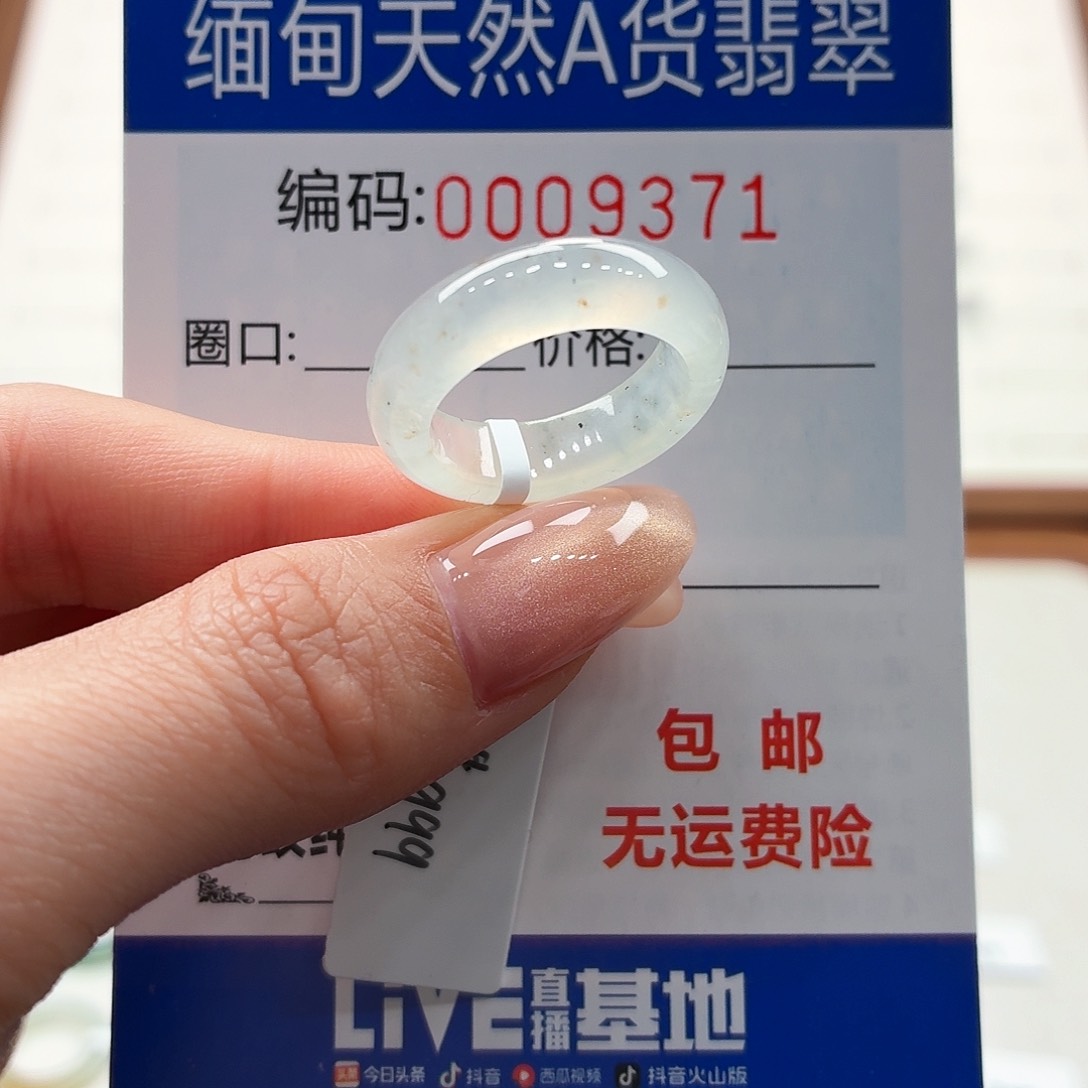 缅甸天然A货翡翠
编码:0009371
圈口: 价格:
包邮
无运费险
LIVE直播基地
头条 今日头条 抖音 西瓜视频 抖音火山版